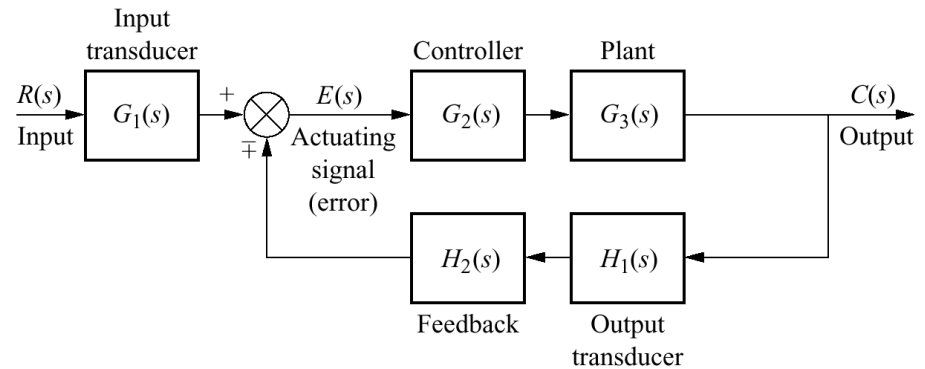 Input
transducer
Controller
Plant
R(s)
G₁(s)
+
E(s)
G₂(s)
G₃(s)
C(s)
Input
∓
Actuating
signal
(error)
Output
H₂(s)
H₁(s)
Feedback
Output
transducer